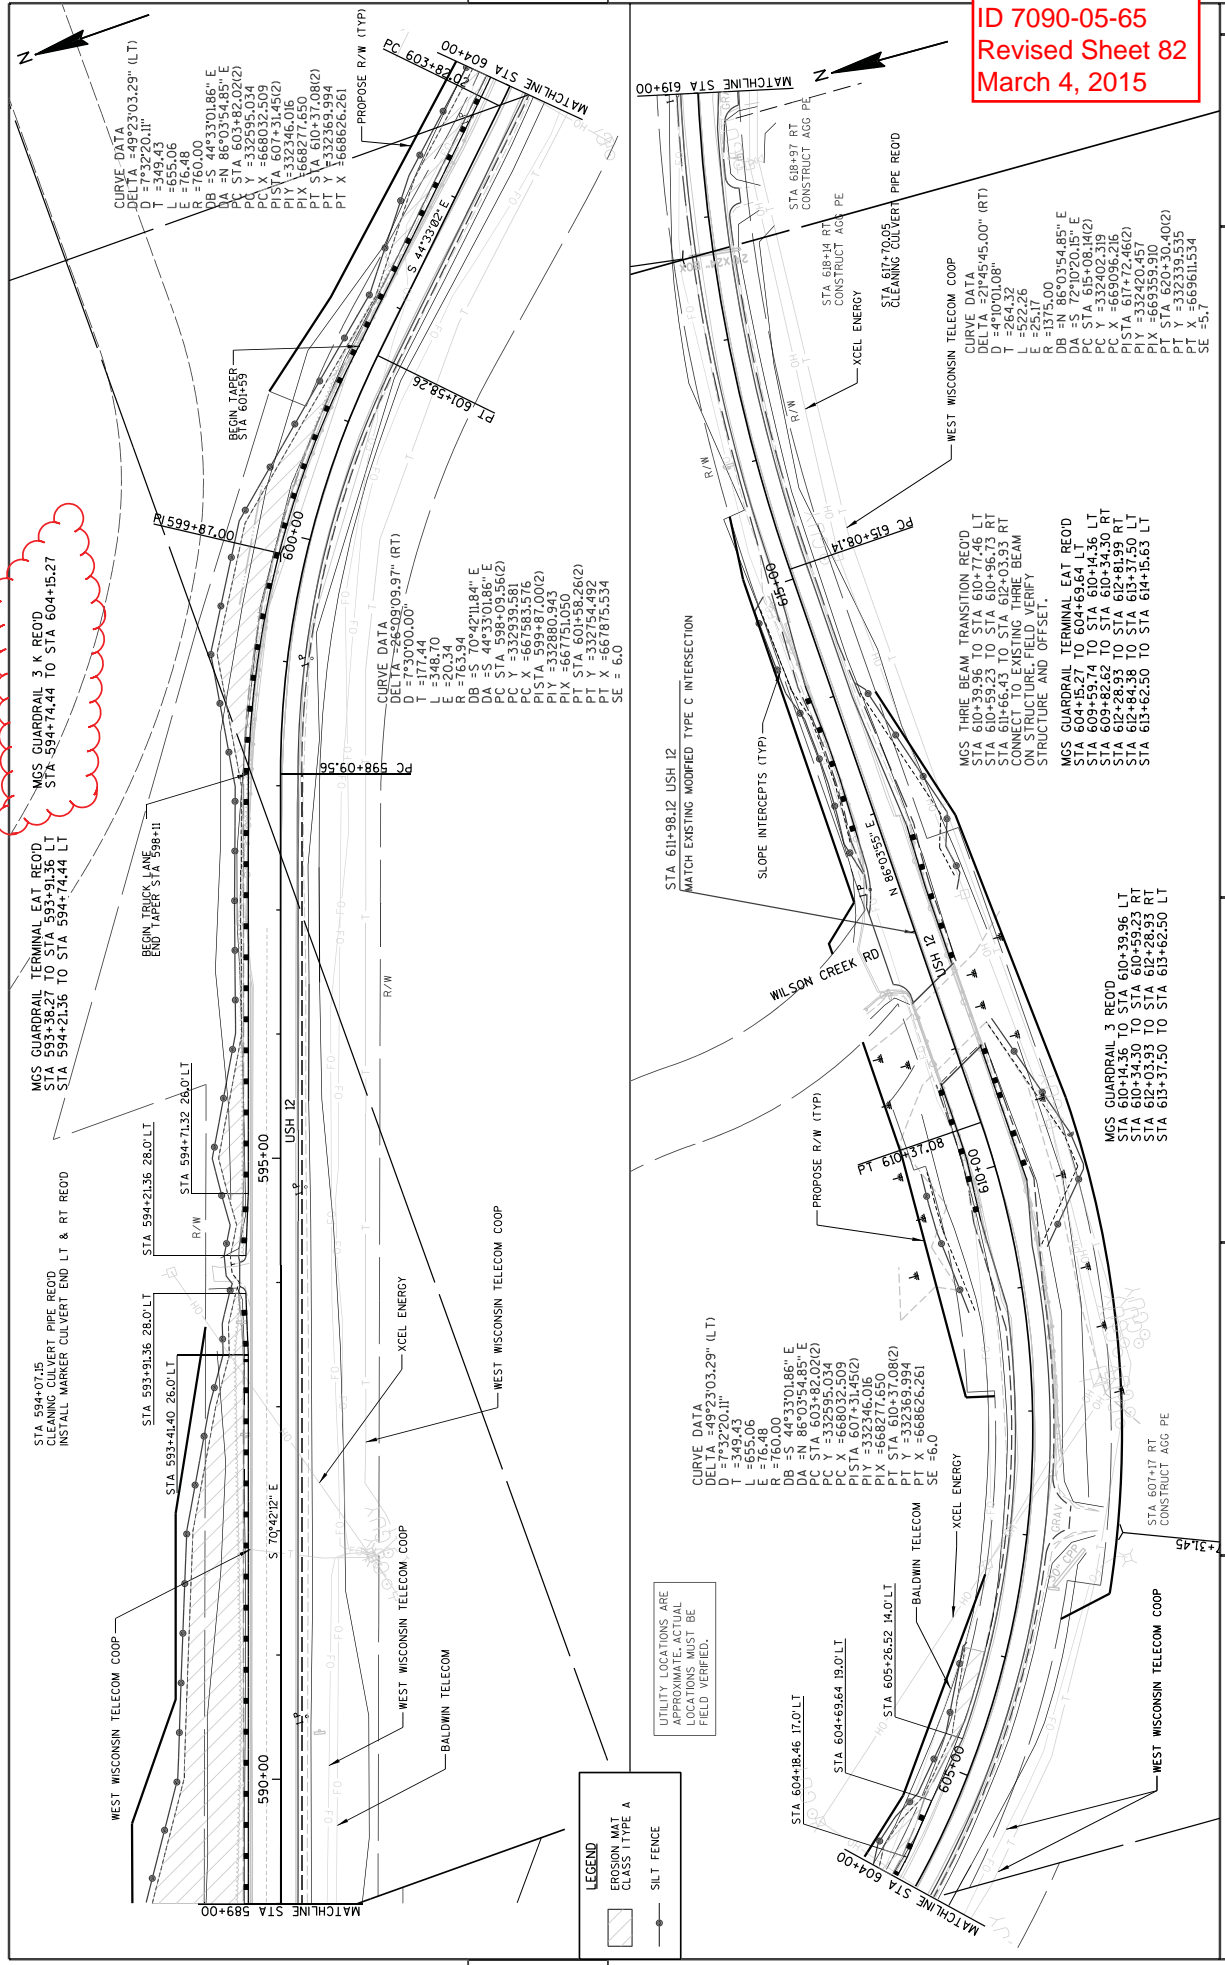 ID 7090-05-65
Revised Sheet 82
March 4, 2015
STA 594+07.15
CLEANING CULVERT PIPE REQ'D
INSTALL MARKER CULVERT END LT & RT REQ'D
MGS GUARDRAIL TERMINAL EAT REQ'D
STA 593+38.27 TO STA 593+91.36 LT
STA 594+21.36 TO STA 594+74.44 LT
MGS GUARDRAIL 3 K REQ'D
STA 594+74.44 TO STA 604+15.27
N
CURVE DATA
DELTA =49°23'03.29" (LT)
D =7°32'20.11"
T =349.43
L =655.06
E =76.48
R =760.00
DB =S 44°33'01.86" E
DA =N 86°03'54.85" E
PC STA 603+82.02(2)
PC Y =332595.034
PC X =668032.509
PISTA 607+31.45(2)
PI Y =332346.016
PIX =668277.650
PT STA 610+37.08(2)
PT Y =332369.994
PT X =668626.261
PROPOSE R/W (TYP)
PC 603+82.02
MATCHLINE STA 604+00
WEST WISCONSIN TELECOM COOP
STA 593+41.40 26.0' LT
STA 593+91.36 28.0' LT
STA 594+21.36 28.0' LT
STA 594+71.32 26.0' LT
R/W
BEGIN TRUCK LANE
END TAPER STA 598+11
PI 599+87.00
BEGIN TAPER
STA 601+59
S 44°33'02" E
PT 601+58.26
MATCHLINE STA 589+00
590+00
S 70°42'12" E
595+00
USH 12
PC 598+09.56
600+00
CURVE DATA
DELTA =26°09'09.97" (RT)
D =7°30'00.00"
T =177.44
L =348.70
E =20.34
R =763.94
DB =S 70°42'11.84" E
DA =S 44°33'01.86" E
PC STA 598+09.56(2)
PC Y =332939.581
PC X =667583.576
PISTA 599+87.00(2)
PI Y =332880.943
PIX =667751.050
PT STA 601+58.26(2)
PT Y =332754.492
PT X =667875.534
SE = 6.0
R/W
XCEL ENERGY
WEST WISCONSIN TELECOM COOP
WEST WISCONSIN TELECOM COOP
BALDWIN TELECOM
LEGEND
EROSION MAT
CLASS I TYPE A
SILT FENCE
UTILITY LOCATIONS ARE
APPROXIMATE. ACTUAL
LOCATIONS MUST BE
FIELD VERIFIED.
STA 611+98.12 USH 12
MATCH EXISTING MODIFIED TYPE C INTERSECTION
SLOPE INTERCEPTS (TYP)
WILSON CREEK RD
PROPOSE R/W (TYP)
CURVE DATA
DELTA =49°23'03.29" (LT)
D =7°32'20.11"
T =349.43
L =655.06
E =76.48
R =760.00
DB =S 44°33'01.86" E
DA =N 86°03'54.85" E
PC STA 603+82.02(2)
PC Y =332595.034
PC X =668032.509
PISTA 607+31.45(2)
PI Y =332346.016
PIX =668277.650
PT STA 610+37.08(2)
PT Y =332369.994
PT X =668626.261
SE =6.0
STA 604+18.46 17.0' LT
STA 604+69.64 19.0' LT
STA 605+26.52 14.0' LT
BALDWIN TELECOM
XCEL ENERGY
MATCHLINE STA 604+00
605+00
PT 610+37.08
610+00
USH 12
N 86°03'55" E
615+00
PC 615+08.14
R/W
R/W
MATCHLINE STA 619+00
N
STA 618+97 RT
CONSTRUCT AGG PE
STA 618+14 RT
CONSTRUCT AGG PE
XCEL ENERGY
STA 617+70.05
CLEANING CULVERT PIPE REQ'D
WEST WISCONSIN TELECOM COOP
CURVE DATA
DELTA =21°45'45.00" (RT)
D =4°10'01.08"
T =264.32
L =522.26
E =25.17
R =1375.00
DB =N 86°03'54.85" E
DA =S 72°10'20.15" E
PC STA 615+08.14(2)
PC Y =332402.319
PC X =669096.216
PISTA 617+72.46(2)
PI Y =332420.457
PIX =669359.910
PT STA 620+30.40(2)
PT Y =332339.535
PT X =669611.534
SE =5.7
MGS THRIE BEAM TRANSITION REQ'D
STA 610+39.96 TO STA 610+77.46 LT
STA 610+59.23 TO STA 610+96.73 RT
STA 611+66.43 TO STA 612+03.93 RT
CONNECT TO EXISTING THRIE BEAM
ON STRUCTURE. FIELD VERIFY
STRUCTURE AND OFFSET.
MGS GUARDRAIL TERMINAL EAT REQ'D
STA 604+15.27 TO 604+69.64 LT
STA 609+59.74 TO STA 610+14.36 LT
STA 609+82.62 TO STA 610+34.30 RT
STA 612+28.93 TO STA 612+81.99 RT
STA 612+84.38 TO STA 613+37.50 LT
STA 613+62.50 TO STA 614+15.63 LT
MGS GUARDRAIL 3 REQ'D
STA 610+14.36 TO STA 610+39.96 LT
STA 610+34.30 TO STA 610+59.23 RT
STA 612+03.93 TO STA 612+28.93 RT
STA 613+37.50 TO STA 613+62.50 LT
STA 607+17 RT
CONSTRUCT AGG PE
7+31.45
WEST WISCONSIN TELECOM COOP
GRAV